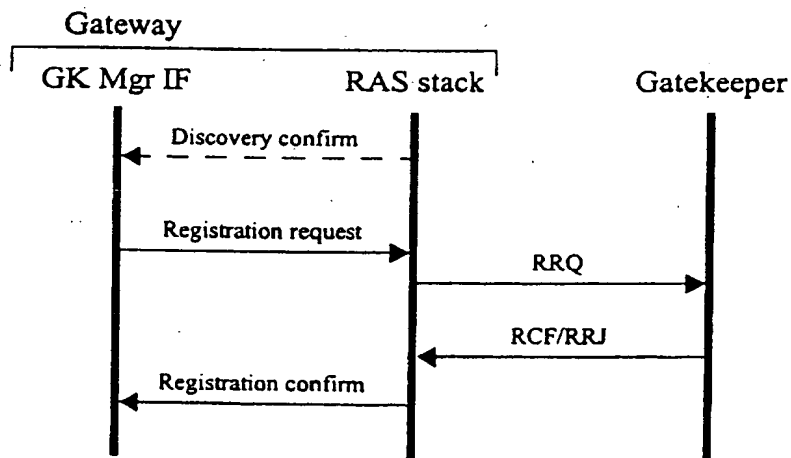 Gateway
GK Mgr IF
RAS stack
Gatekeeper
Discovery confirm
Registration request
RRQ
RCF/RRJ
Registration confirm